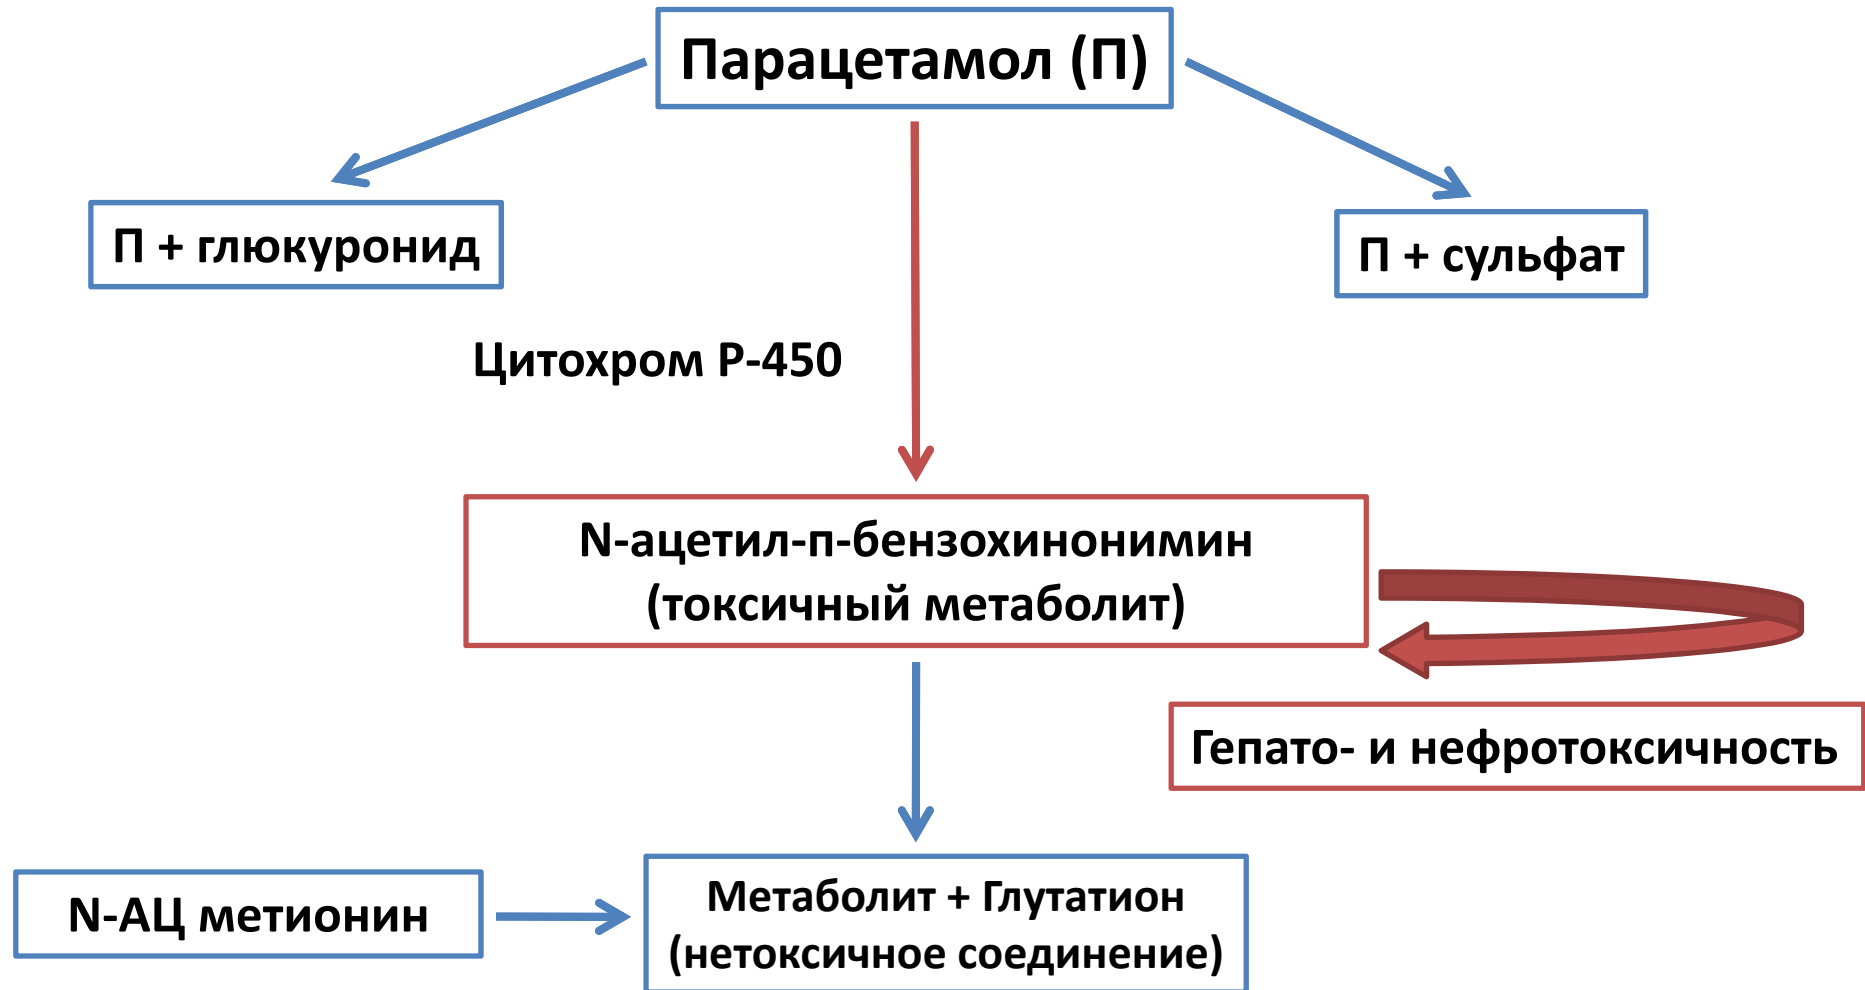 Парацетамол (П)
П + глюкуронид
П + сульфат
Цитохром Р-450
N-ацетил-п-бензохинонимин
(токсичный метаболит)
Гепато- и нефротоксичность
N-АЦ метионин
Метаболит + Глутатион
(нетоксичное соединение)